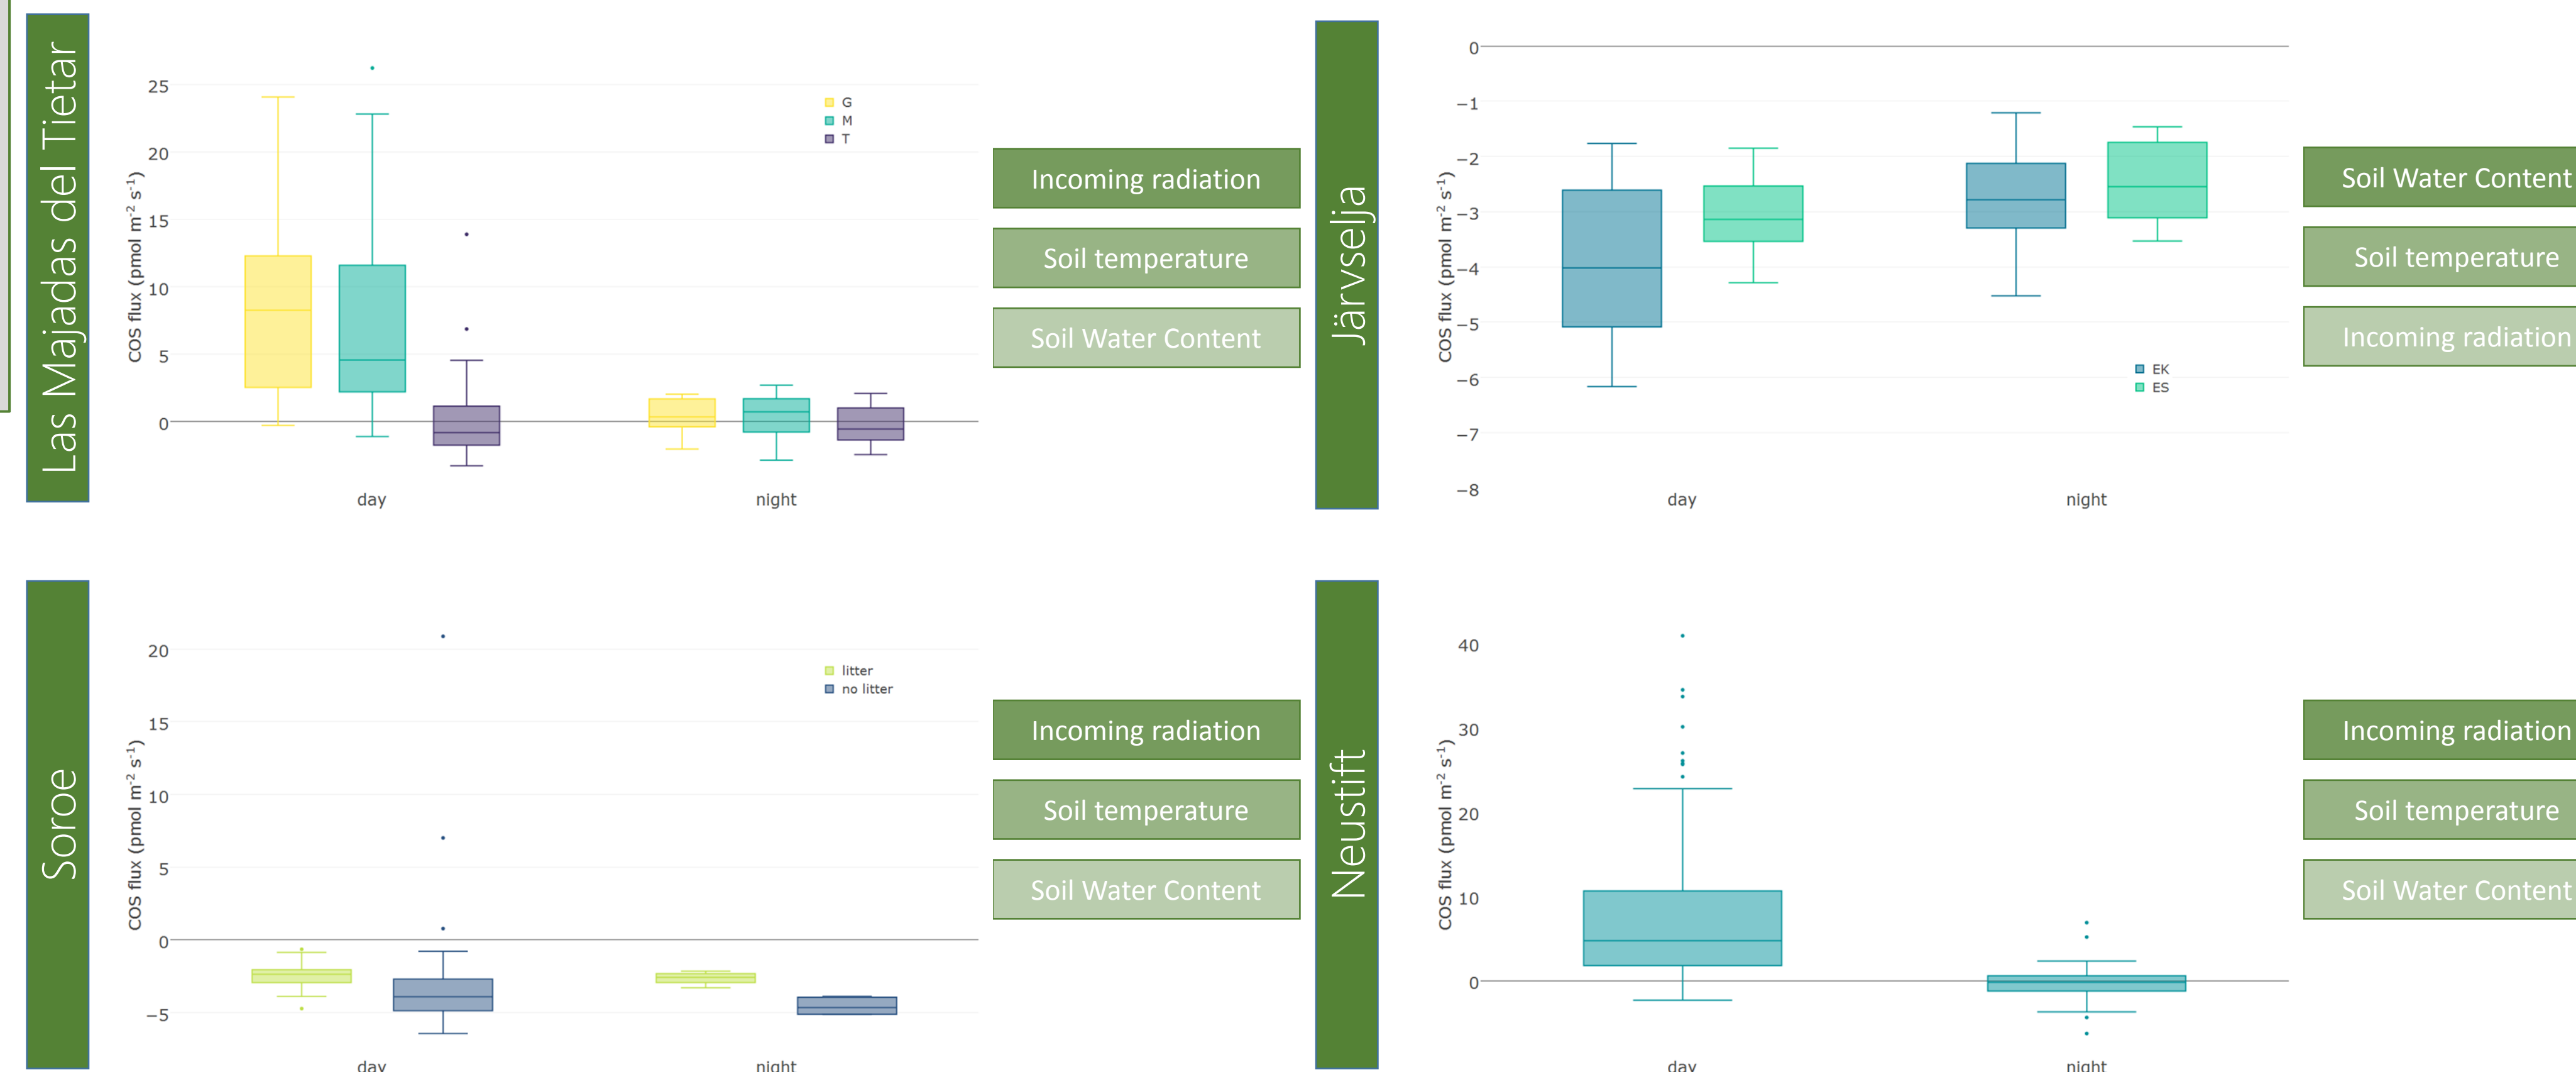 Las Majadas del Tietar
COS flux (pmol m⁻² s⁻¹)
25
20
15
10
5
0
G
M
T
day
night
Incoming radiation
Soil temperature
Soil Water Content
Järvselja
COS flux (pmol m⁻² s⁻¹)
0
−1
−2
−3
−4
−5
−6
−7
−8
EK
ES
day
night
Soil Water Content
Soil temperature
Incoming radiation
Soroe
COS flux (pmol m⁻² s⁻¹)
20
15
10
5
0
−5
litter
no litter
day
night
Incoming radiation
Soil temperature
Soil Water Content
Neustift
COS flux (pmol m⁻² s⁻¹)
40
30
20
10
0
day
night
Incoming radiation
Soil temperature
Soil Water Content